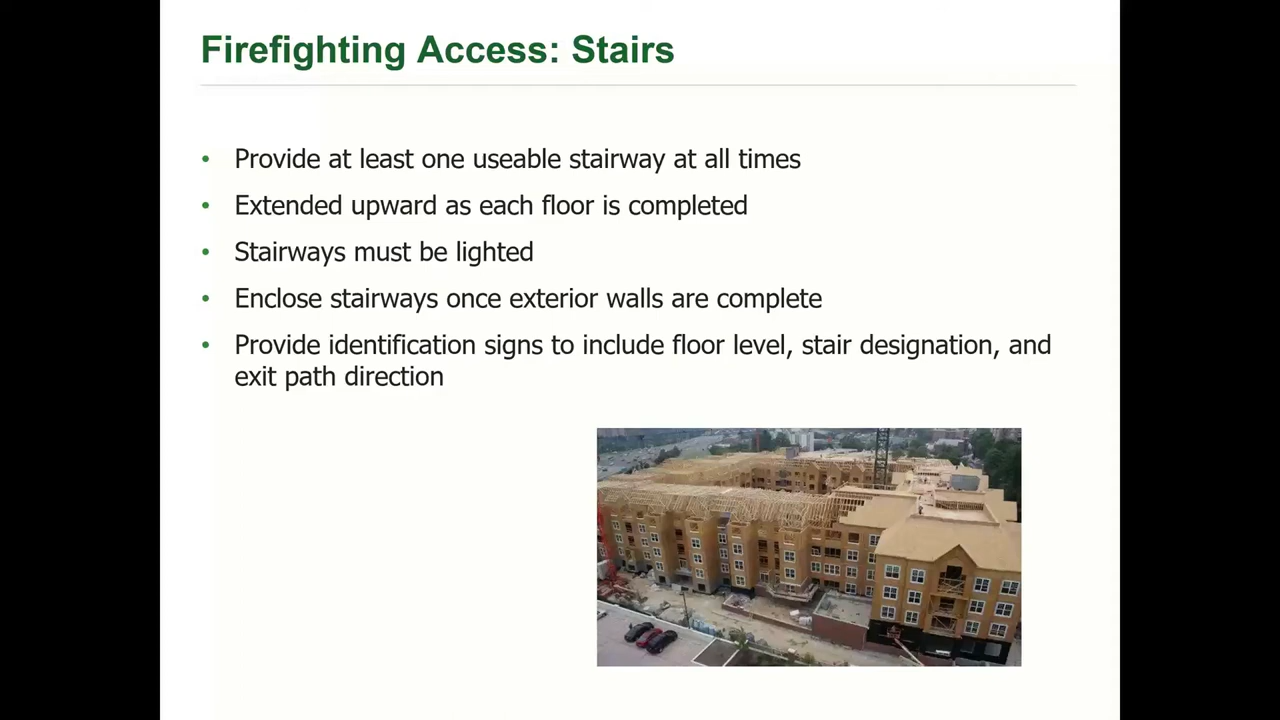 Firefighting Access: Stairs
• Provide at least one useable stairway at all times
• Extended upward as each floor is completed
• Stairways must be lighted
• Enclose stairways once exterior walls are complete
• Provide identification signs to include floor level, stair designation, and
exit path direction